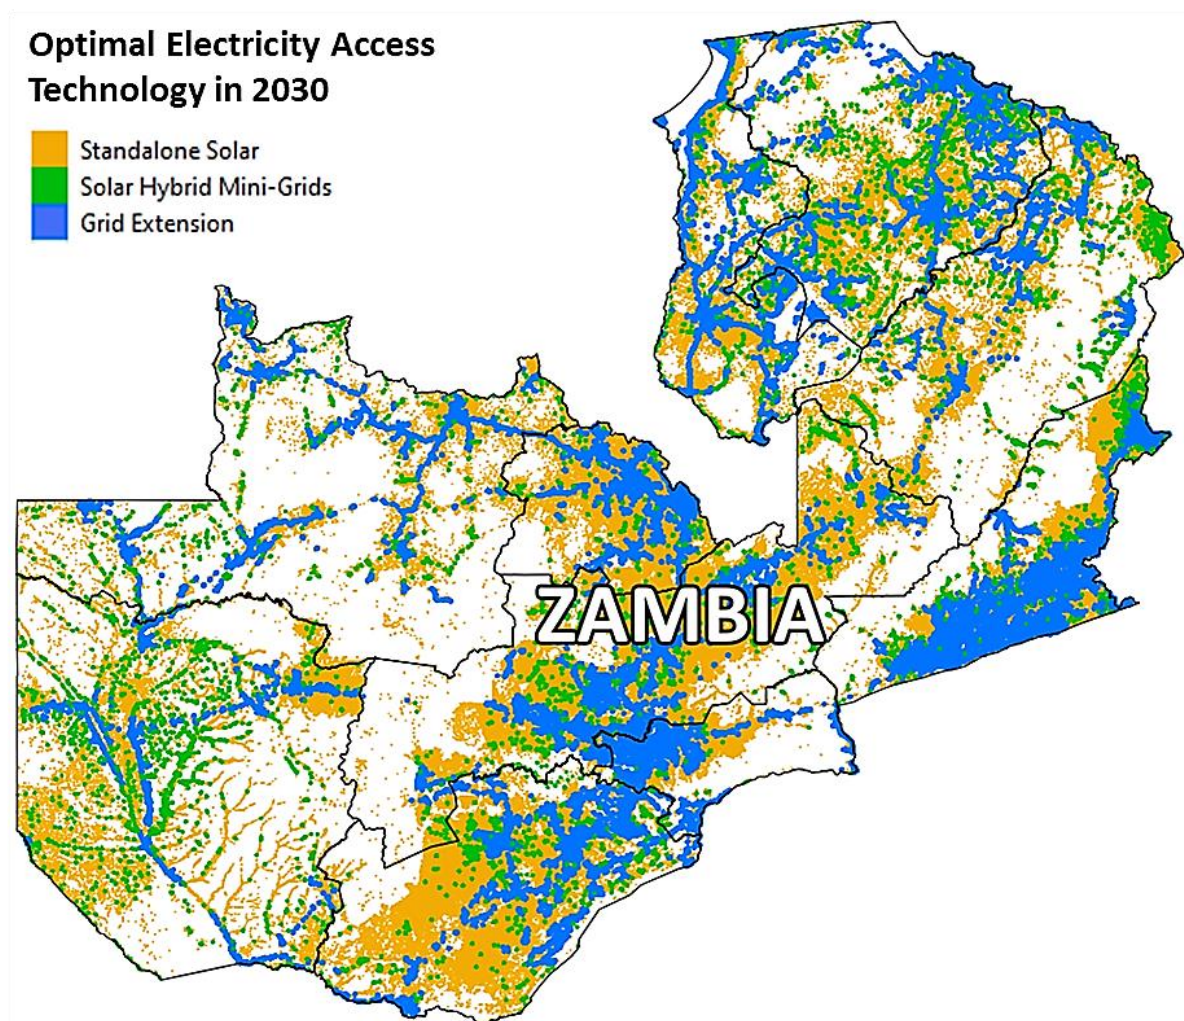 Optimal Electricity Access
Technology in 2030
Standalone Solar
Solar Hybrid Mini-Grids
Grid Extension
ZAMBIA